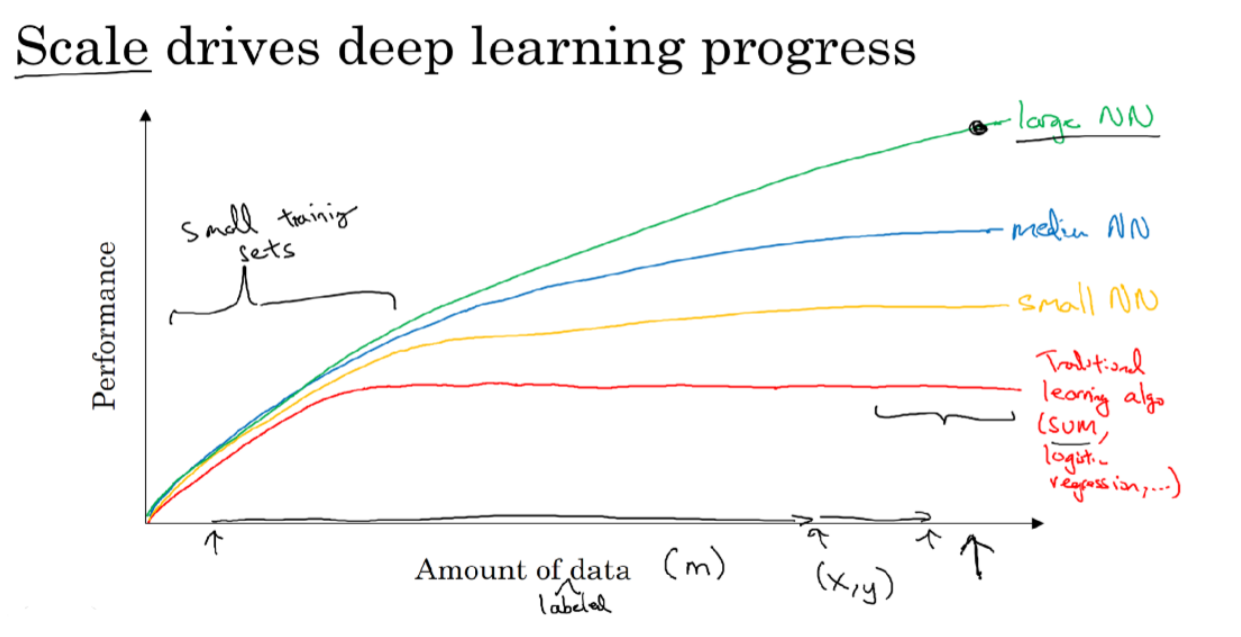 Scale drives deep learning progress
large NN
small training
sets
medium NN
small NN
Performance
Traditional
learning algo
(SVM,
logistic
regression,...)
Amount of data (m)
labeled
(x,y)